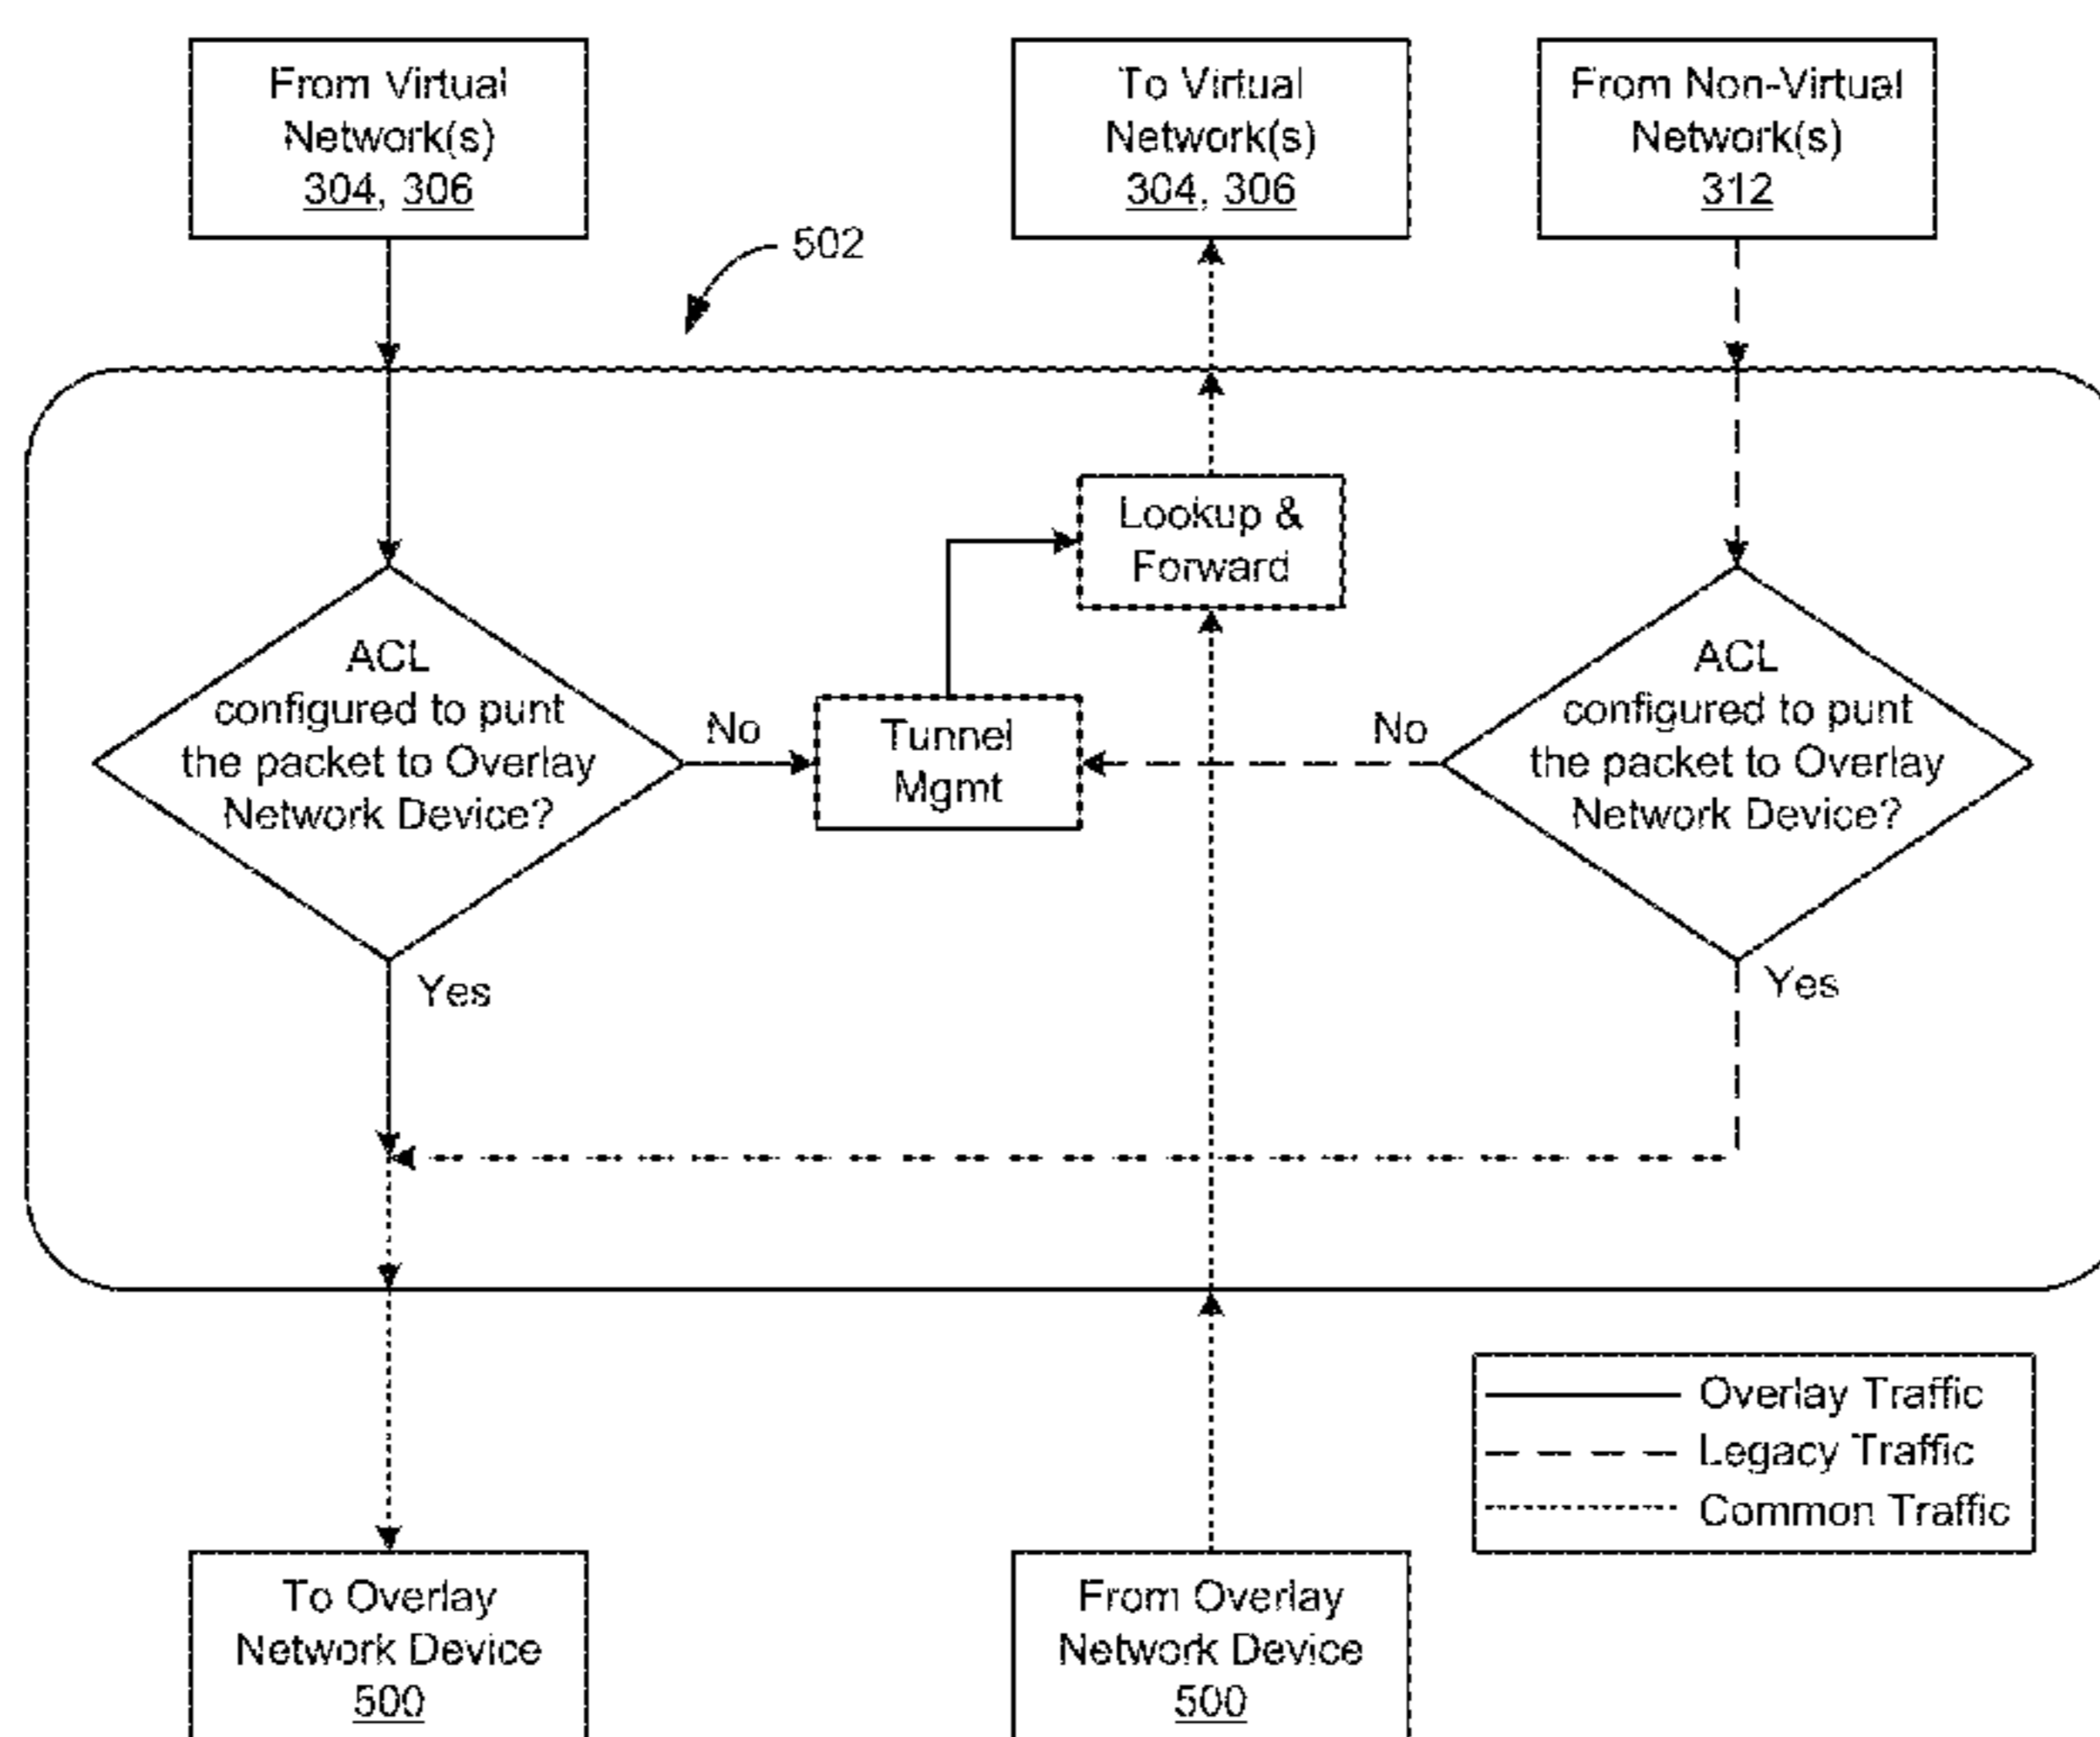 From Virtual
Network(s)
304, 306
To Virtual
Network(s)
304, 306
From Non-Virtual
Network(s)
312
502
Lookup &
Forward
ACL
configured to punt
the packet to Overlay
Network Device?
No
Tunnel
Mgmt
No
ACL
configured to punt
the packet to Overlay
Network Device?
Yes
Yes
Overlay Traffic
Legacy Traffic
Common Traffic
To Overlay
Network Device
500
From Overlay
Network Device
500